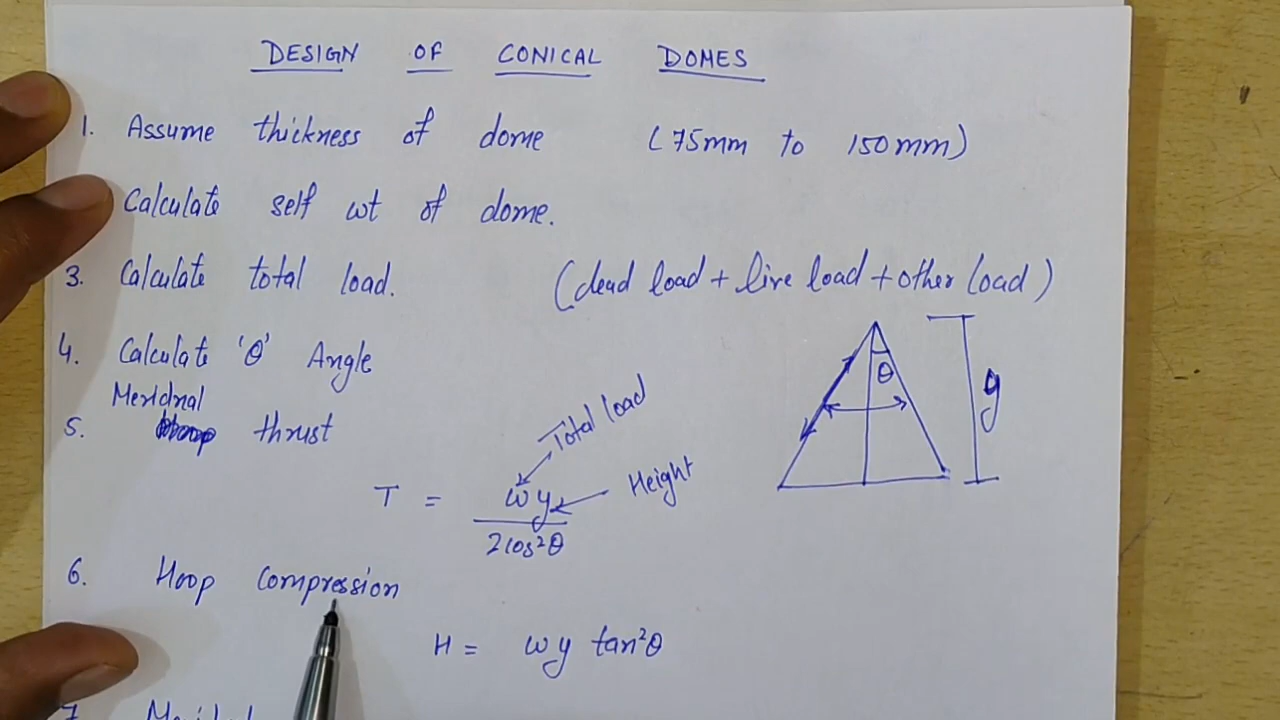 DESIGN OF CONICAL DOMES
1. Assume thickness of dome (75mm to 150mm)
Calculate self wt of dome.
3. Calculate total load. (dead load + live load + other load)
4. Calculate 'θ' Angle
θ
y
Meridnal
5. thrust
Total load
Height
T = wy
2cos²θ
6. Hoop Compression
H = wy tan²θ
7.